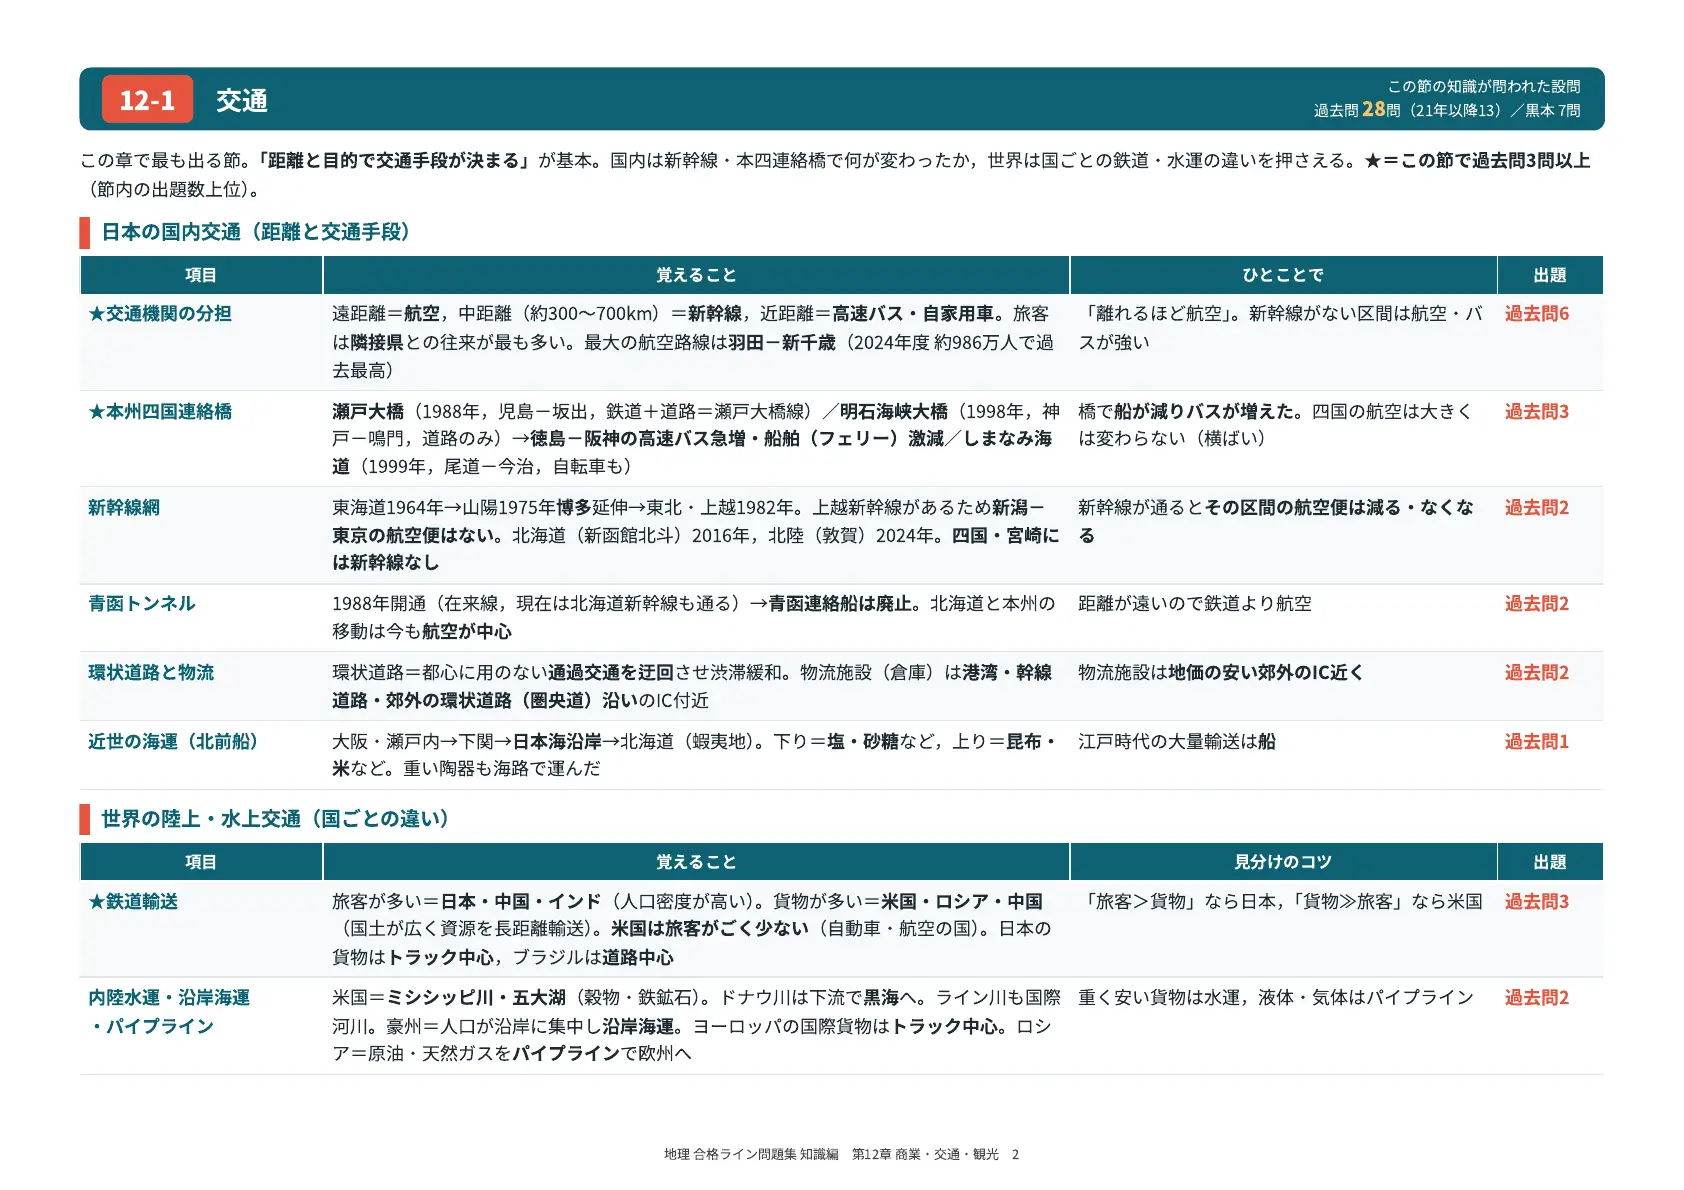 12-1 交通
この節の知識が問われた設問
過去問 28問（21年以降13）／黒本 7問
この章で最も出る節。「距離と目的で交通手段が決まる」が基本。国内は新幹線・本四連絡橋で何が変わったか，世界は国ごとの鉄道・水運の違いを押さえる。★＝この節で過去問3問以上
（節内の出題数上位）。
日本の国内交通（距離と交通手段）
項目 覚えること ひとことで 出題
★交通機関の分担 遠距離＝航空，中距離（約300〜700km）＝新幹線，近距離＝高速バス・自家用車。旅客 「離れるほど航空」。新幹線がない区間は航空・バ 過去問6
は隣接県との往来が最も多い。最大の航空路線は羽田－新千歳（2024年度 約986万人で過 スが強い
去最高）
★本州四国連絡橋 瀬戸大橋（1988年，児島－坂出，鉄道＋道路＝瀬戸大橋線）／明石海峡大橋（1998年，神 橋で船が減りバスが増えた。四国の航空は大きく 過去問3
戸－鳴門，道路のみ）→徳島－阪神の高速バス急増・船舶（フェリー）激減／しまなみ海 は変わらない（横ばい）
道（1999年，尾道－今治，自転車も）
新幹線網 東海道1964年→山陽1975年博多延伸→東北・上越1982年。上越新幹線があるため新潟－ 新幹線が通るとその区間の航空便は減る・なくな 過去問2
東京の航空便はない。北海道（新函館北斗）2016年，北陸（敦賀）2024年。四国・宮崎に る
は新幹線なし
青函トンネル 1988年開通（在来線，現在は北海道新幹線も通る）→青函連絡船は廃止。北海道と本州の 距離が遠いので鉄道より航空 過去問2
移動は今も航空が中心
環状道路と物流 環状道路＝都心に用のない通過交通を迂回させ渋滞緩和。物流施設（倉庫）は港湾・幹線 物流施設は地価の安い郊外のIC近く 過去問2
道路・郊外の環状道路（圏央道）沿いのIC付近
近世の海運（北前船） 大阪・瀬戸内→下関→日本海沿岸→北海道（蝦夷地）。下り＝塩・砂糖など，上り＝昆布・ 江戸時代の大量輸送は船 過去問1
米など。重い陶器も海路で運んだ
世界の陸上・水上交通（国ごとの違い）
項目 覚えること 見分けのコツ 出題
★鉄道輸送 旅客が多い＝日本・中国・インド（人口密度が高い）。貨物が多い＝米国・ロシア・中国 「旅客＞貨物」なら日本，「貨物≫旅客」なら米国 過去問3
（国土が広く資源を長距離輸送）。米国は旅客がごく少ない（自動車・航空の国）。日本の
貨物はトラック中心，ブラジルは道路中心
内陸水運・沿岸海運 米国＝ミシシッピ川・五大湖（穀物・鉄鉱石）。ドナウ川は下流で黒海へ。ライン川も国際 重く安い貨物は水運，液体・気体はパイプライン 過去問2
・パイプライン 河川。豪州＝人口が沿岸に集中し沿岸海運。ヨーロッパの国際貨物はトラック中心。ロシ
ア＝原油・天然ガスをパイプラインで欧州へ
地理 合格ライン問題集 知識編 第12章 商業・交通・観光 2